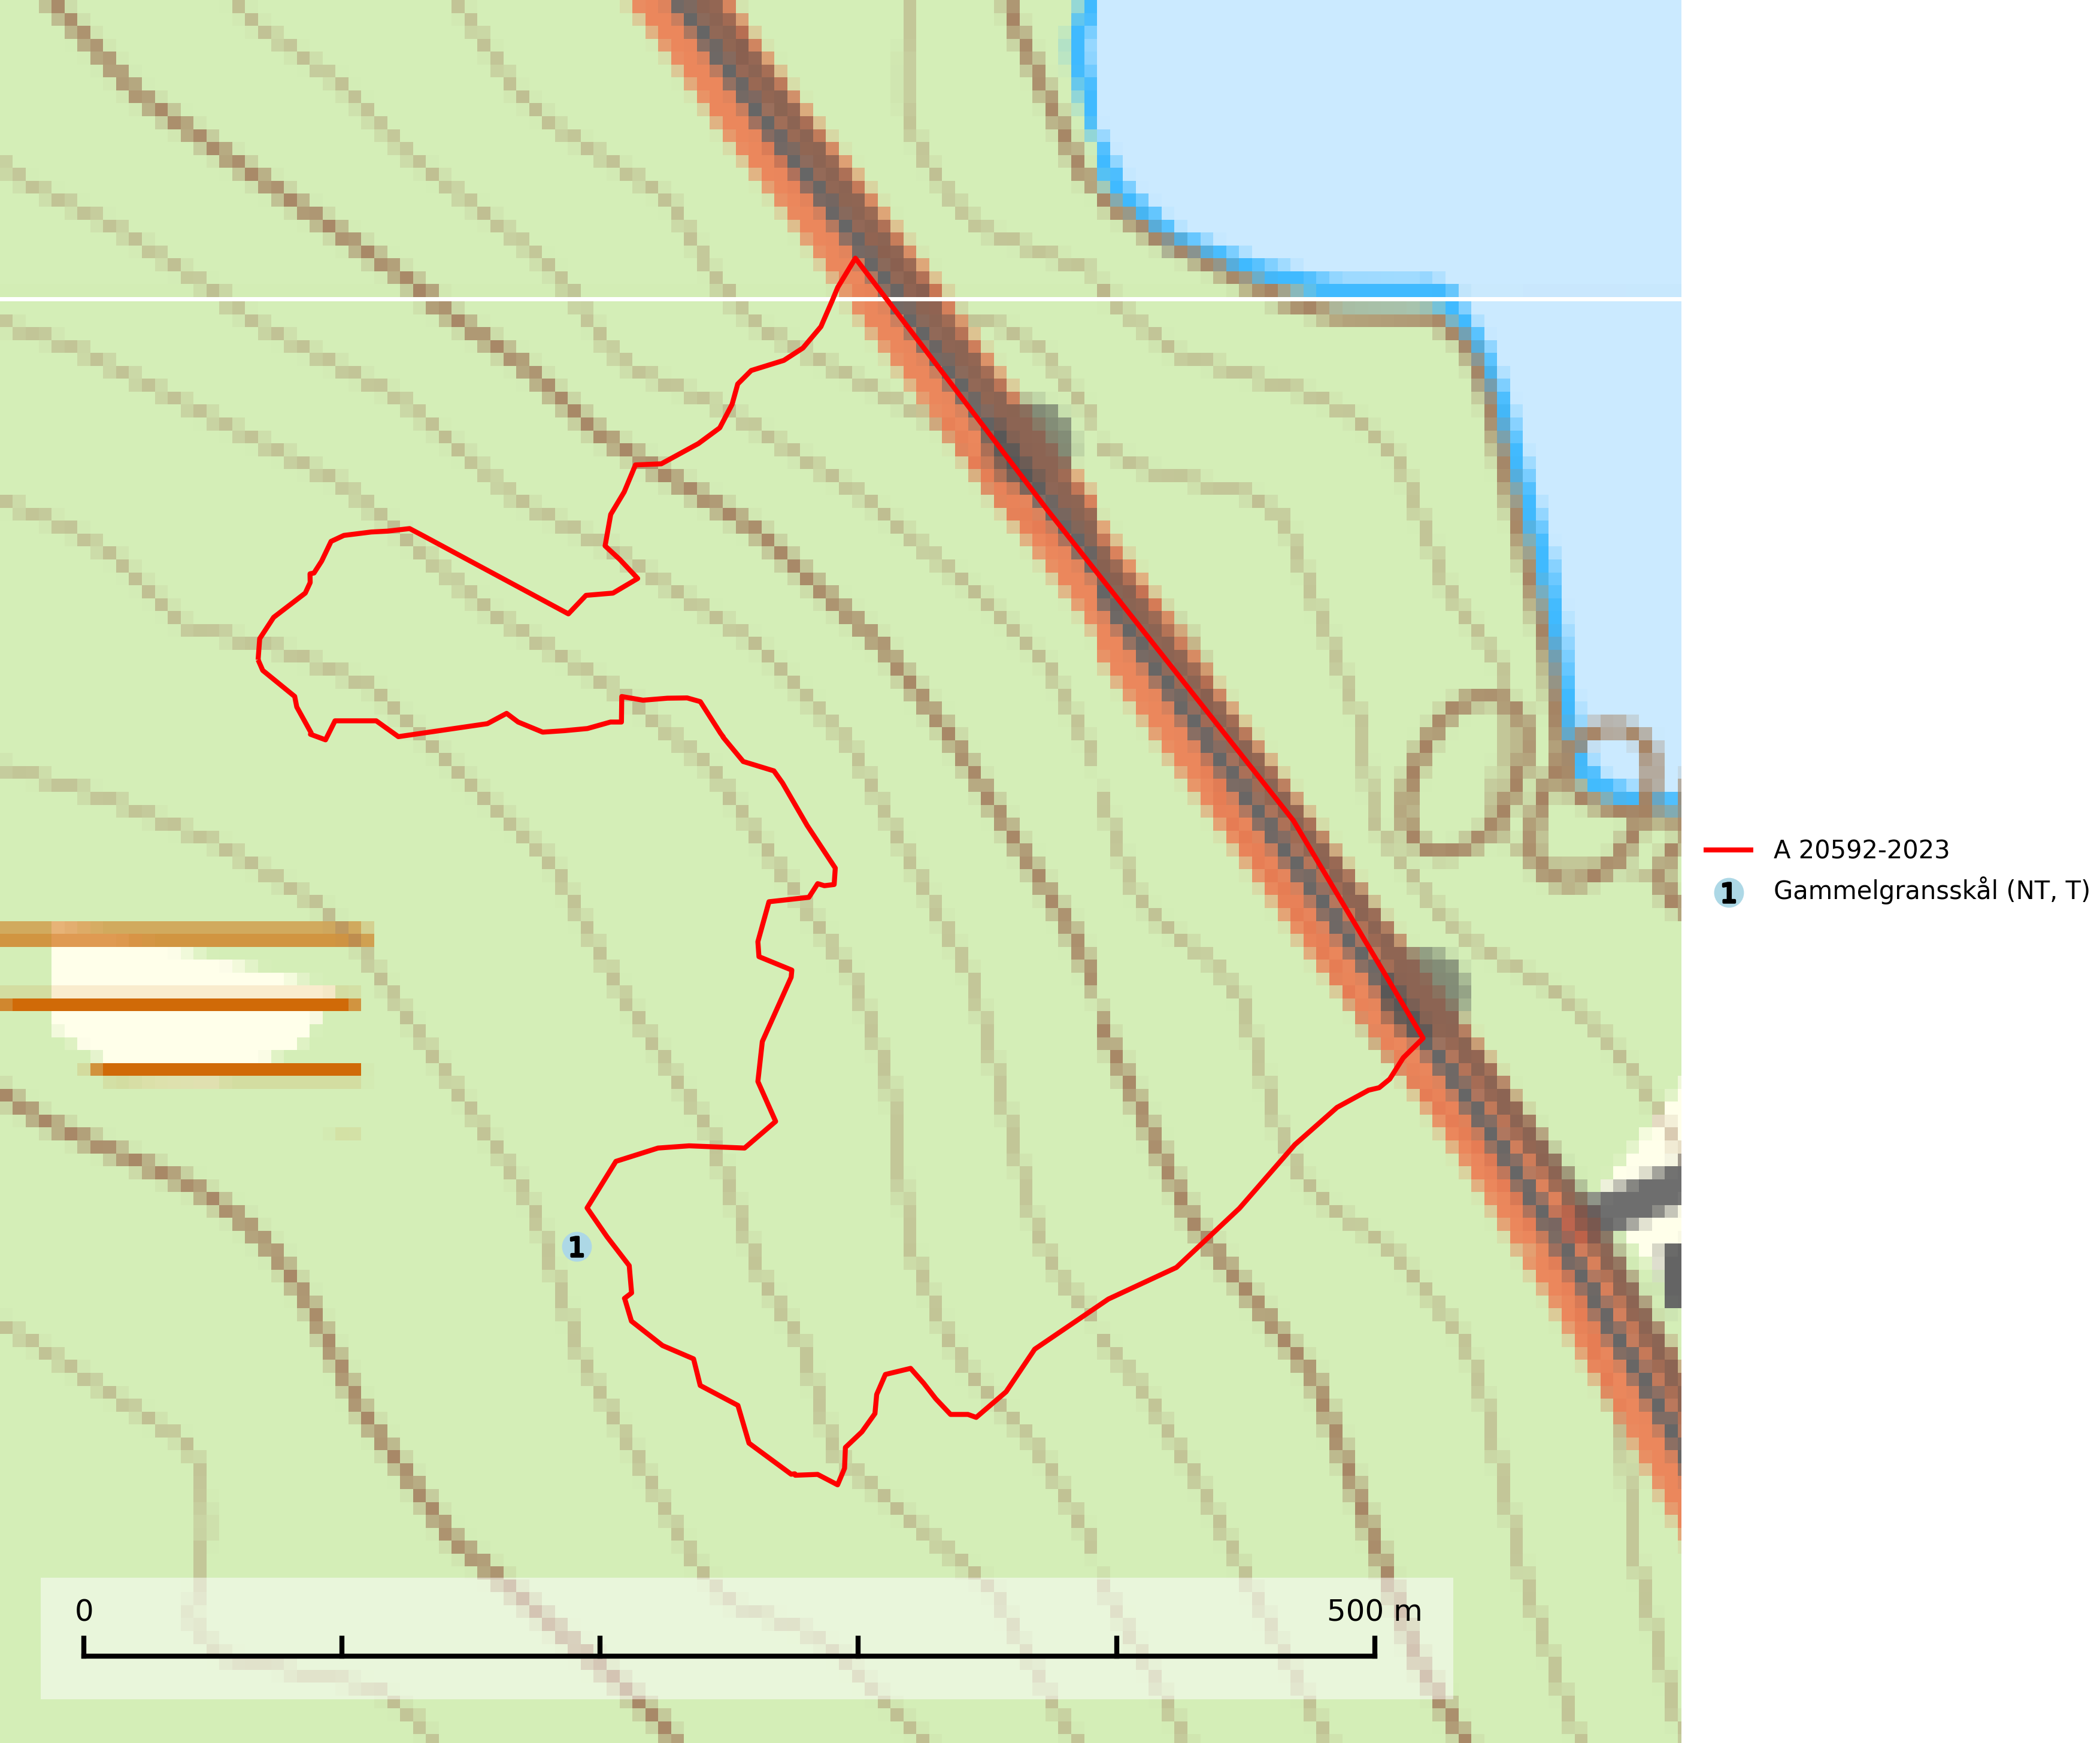 A 20592-2023
1 Gammelgransskål (NT, T)
1
0 500 m